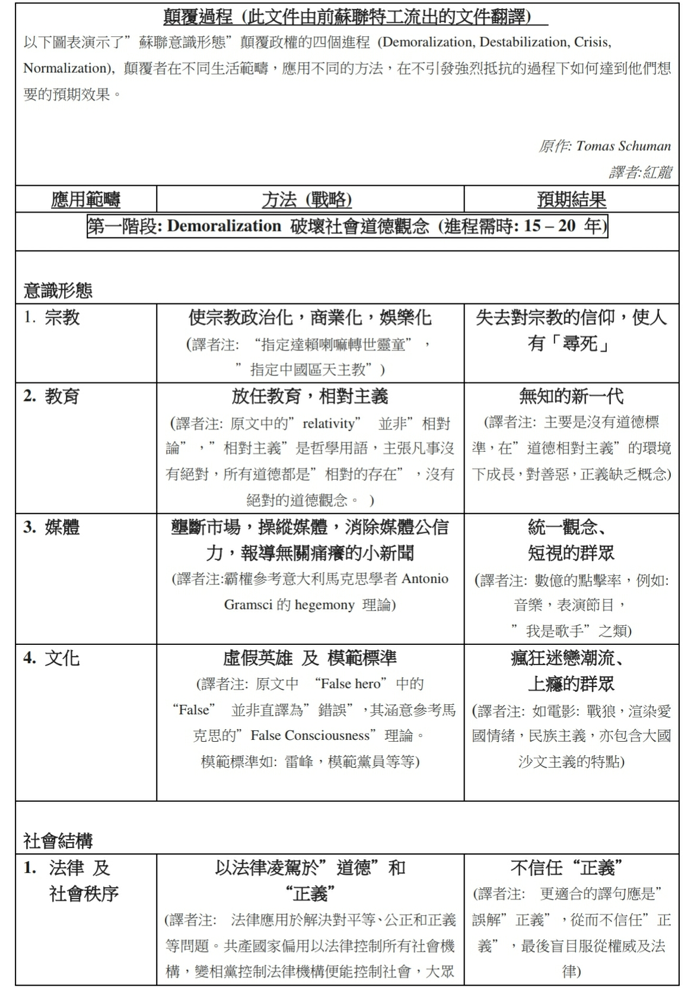 顛覆過程 (此文件由前蘇聯特工流出的文件翻譯)
以下圖表演示了”蘇聯意識形態”顛覆政權的四個進程 (Demoralization, Destabilization, Crisis,
Normalization), 顛覆者在不同生活範疇，應用不同的方法，在不引發強烈抵抗的過程下如何達到他們想
要的預期效果。
原作: Tomas Schuman
譯者:紅龍
應用範疇 方法 (戰略) 預期結果
第一階段: Demoralization 破壞社會道德觀念 (進程需時: 15 – 20 年)
意識形態
1. 宗教
使宗教政治化，商業化，娛樂化
(譯者注: “指定達賴喇嘛轉世靈童”，
”指定中國區天主教”)
失去對宗教的信仰，使人
有「尋死」
2. 教育
放任教育，相對主義
(譯者注: 原文中的”relativity” 並非”相對
論”，”相對主義”是哲學用語，主張凡事沒
有絕對，所有道德都是”相對的存在”，沒有
絕對的道德觀念。 )
無知的新一代
(譯者注: 主要是沒有道德標
準，在”道德相對主義”的環境
下成長，對善惡，正義缺乏概念)
3. 媒體
壟斷市場，操縱媒體，消除媒體公信
力，報導無關痛癢的小新聞
(譯者注:霸權參考意大利馬克思學者 Antonio
Gramsci 的 hegemony 理論)
統一觀念、
短視的群眾
(譯者注: 數億的點擊率，例如:
音樂，表演節目，
”我是歌手”之類)
4. 文化
虛假英雄 及 模範標準
(譯者注: 原文中 “False hero”中的
“False” 並非直譯為”錯誤”，其涵意參考馬
克思的”False Consciousness”理論。
模範標準如: 雷峰，模範黨員等等)
瘋狂迷戀潮流、
上癮的群眾
(譯者注: 如電影: 戰狼，渲染愛
國情緒，民族主義，亦包含大國
沙文主義的特點)
社會結構
1. 法律 及
社會秩序
以法律凌駕於”道德”和
“正義”
(譯者注: 法律應用於解決對平等、公正和正義
等問題。共產國家偏用以法律控制所有社會機
構，變相黨控制法律機構便能控制社會，大眾
不信任“正義”
(譯者注: 更適合的譯句應是”
誤解”正義”，從而不信任”正
義”，最後盲目服從權威及法
律)